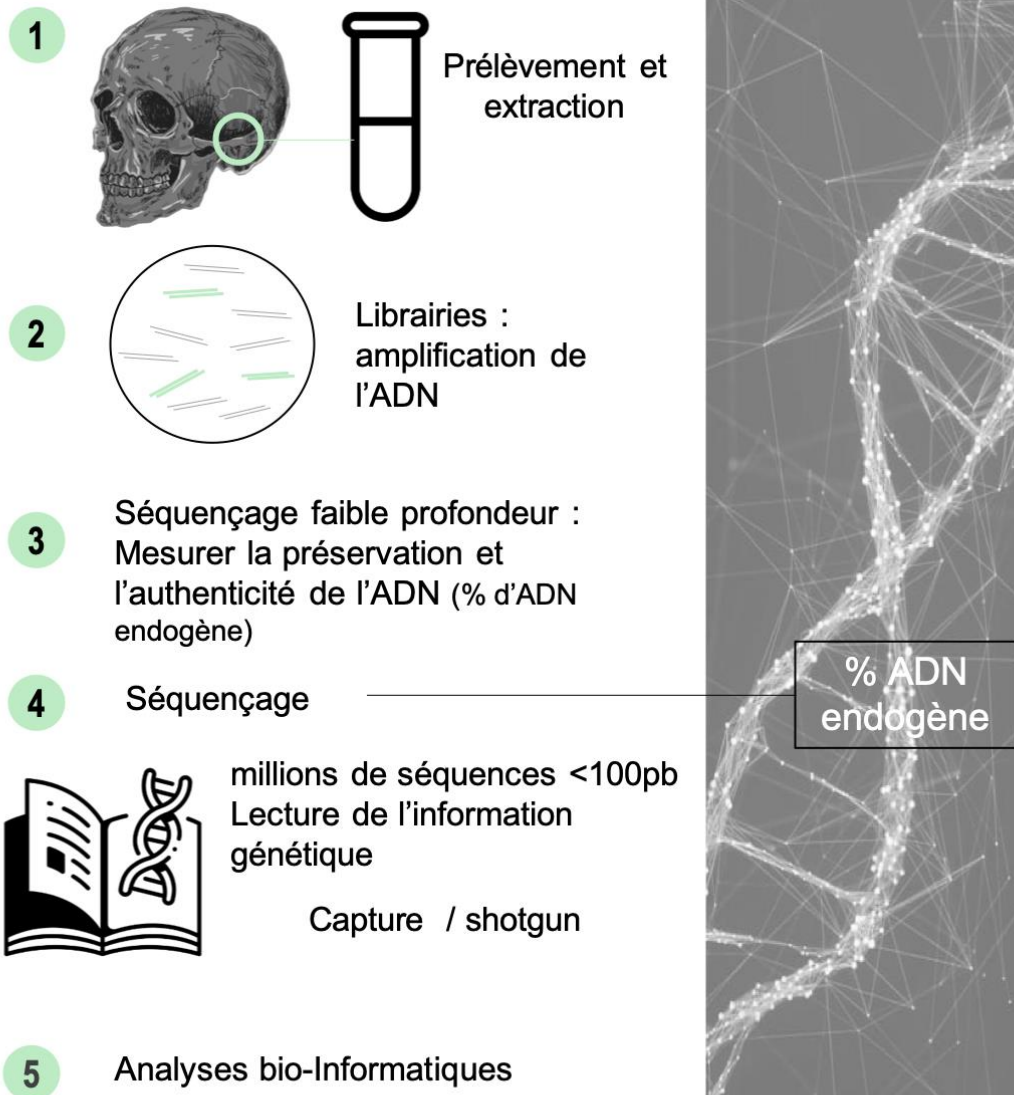 1
Prélèvement et
extraction
2
Librairies :
amplification de
l’ADN
3
Séquençage faible profondeur :
Mesurer la préservation et
l’authenticité de l’ADN (% d’ADN
endogène)
4
Séquençage
% ADN
endogène
millions de séquences <100pb
Lecture de l’information
génétique
Capture / shotgun
5
Analyses bio-Informatiques